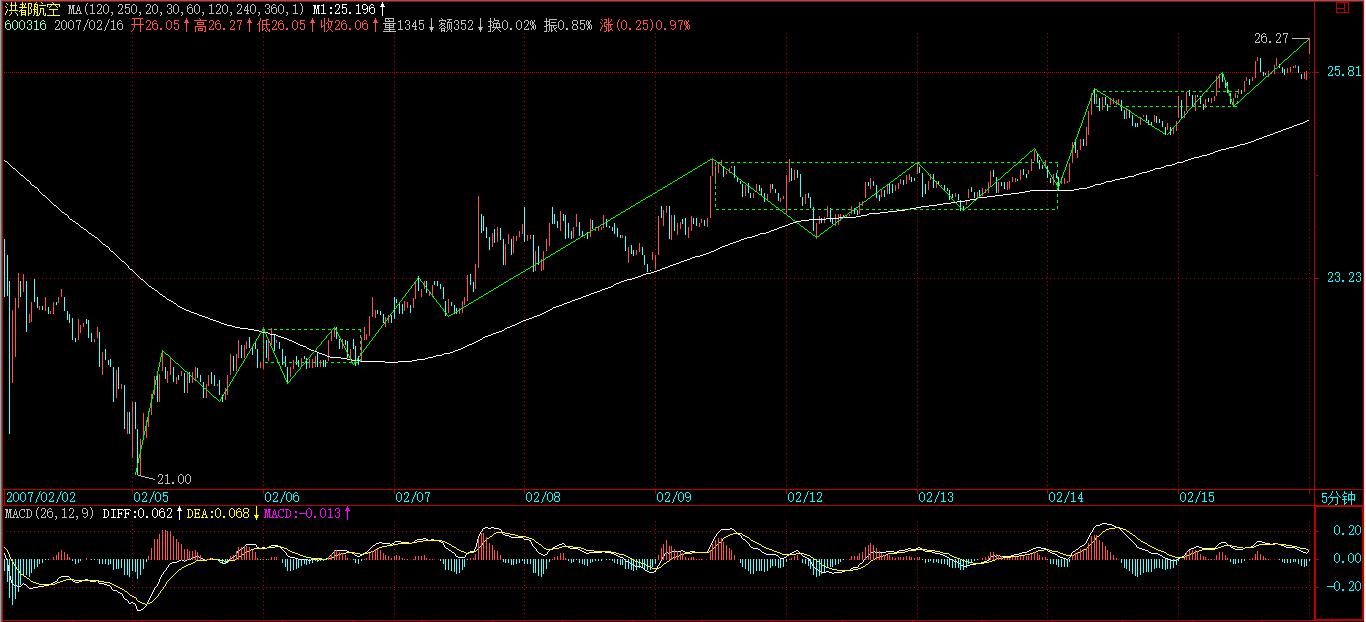 洪都航空 MA(120,250,20,30,60,120,240,360,1) M1:25.196↑
600316 2007/02/16 开26.05↑高26.27↑低26.05↑收26.06↑量1345↓额352↓换0.02% 振0.85% 涨(0.25)0.97%
26.27
25.81
23.23
21.00
2007/02/02 02/05 02/06 02/07 02/08 02/09 02/12 02/13 02/14 02/15 5分钟
MACD(26,12,9) DIFF:0.062↑DEA:0.068↓MACD:-0.013↑
0.20
0.00
-0.20